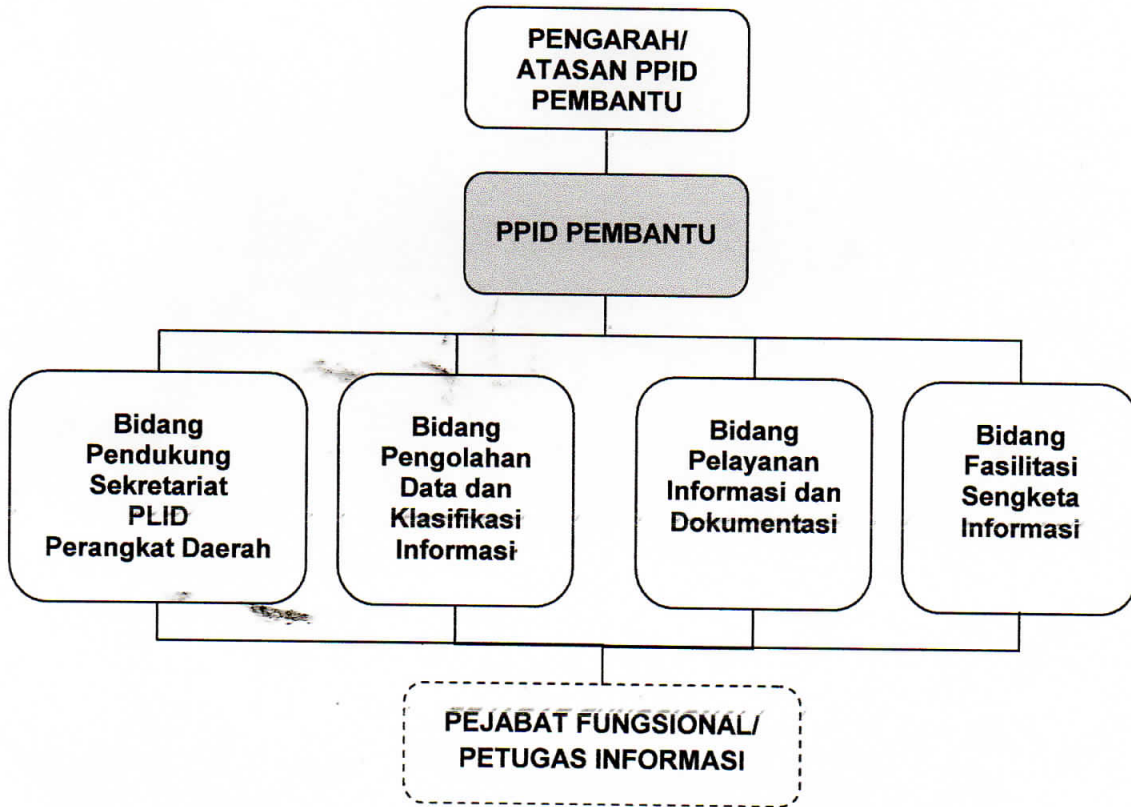 PENGARAH/
ATASAN PPID
PEMBANTU
PPID PEMBANTU
Bidang
Pendukung
Sekretariat
PLID
Perangkat Daerah
Bidang
Pengolahan
Data dan
Klasifikasi
Informasi
Bidang
Pelayanan
Informasi dan
Dokumentasi
Bidang
Fasilitasi
Sengketa
Informasi
PEJABAT FUNGSIONAL/
PETUGAS INFORMASI